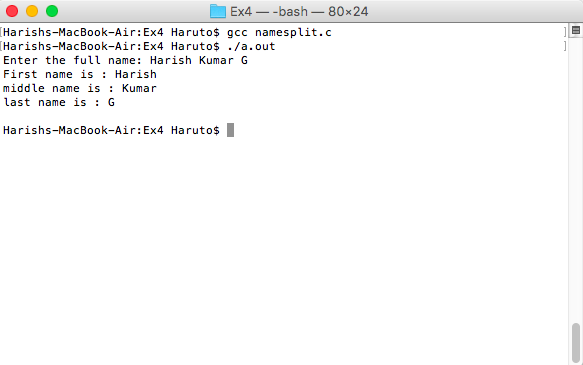 Ex4 — -bash — 80×24
[Harishs-MacBook-Air:Ex4 Haruto$ gcc namesplit.c ]
[Harishs-MacBook-Air:Ex4 Haruto$ ./a.out ]
Enter the full name: Harish Kumar G
First name is : Harish
middle name is : Kumar
last name is : G
Harishs-MacBook-Air:Ex4 Haruto$